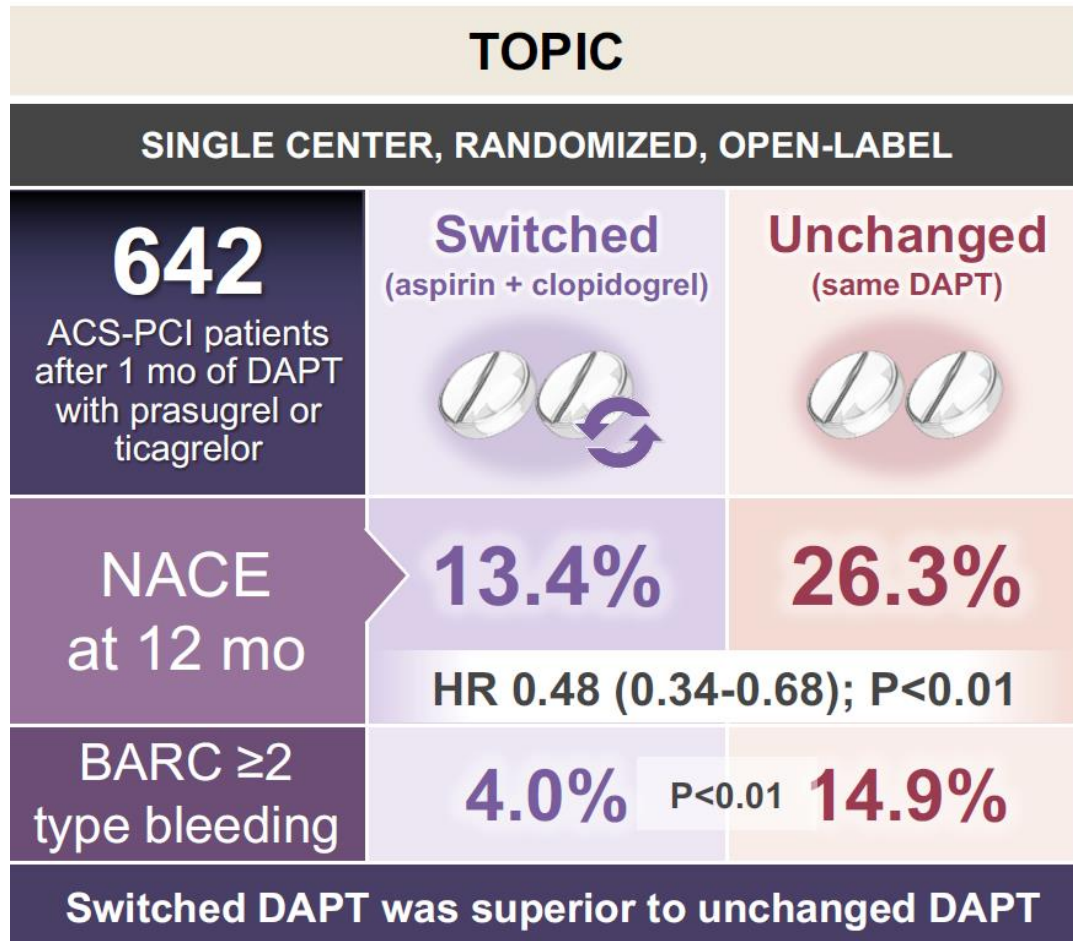 TOPIC
SINGLE CENTER, RANDOMIZED, OPEN-LABEL
642
ACS-PCI patients
after 1 mo of DAPT
with prasugrel or
ticagrelor
Switched
(aspirin + clopidogrel)
Unchanged
(same DAPT)
NACE
at 12 mo
13.4%
26.3%
HR 0.48 (0.34-0.68); P<0.01
BARC ≥2
type bleeding
4.0%
P<0.01
14.9%
Switched DAPT was superior to unchanged DAPT